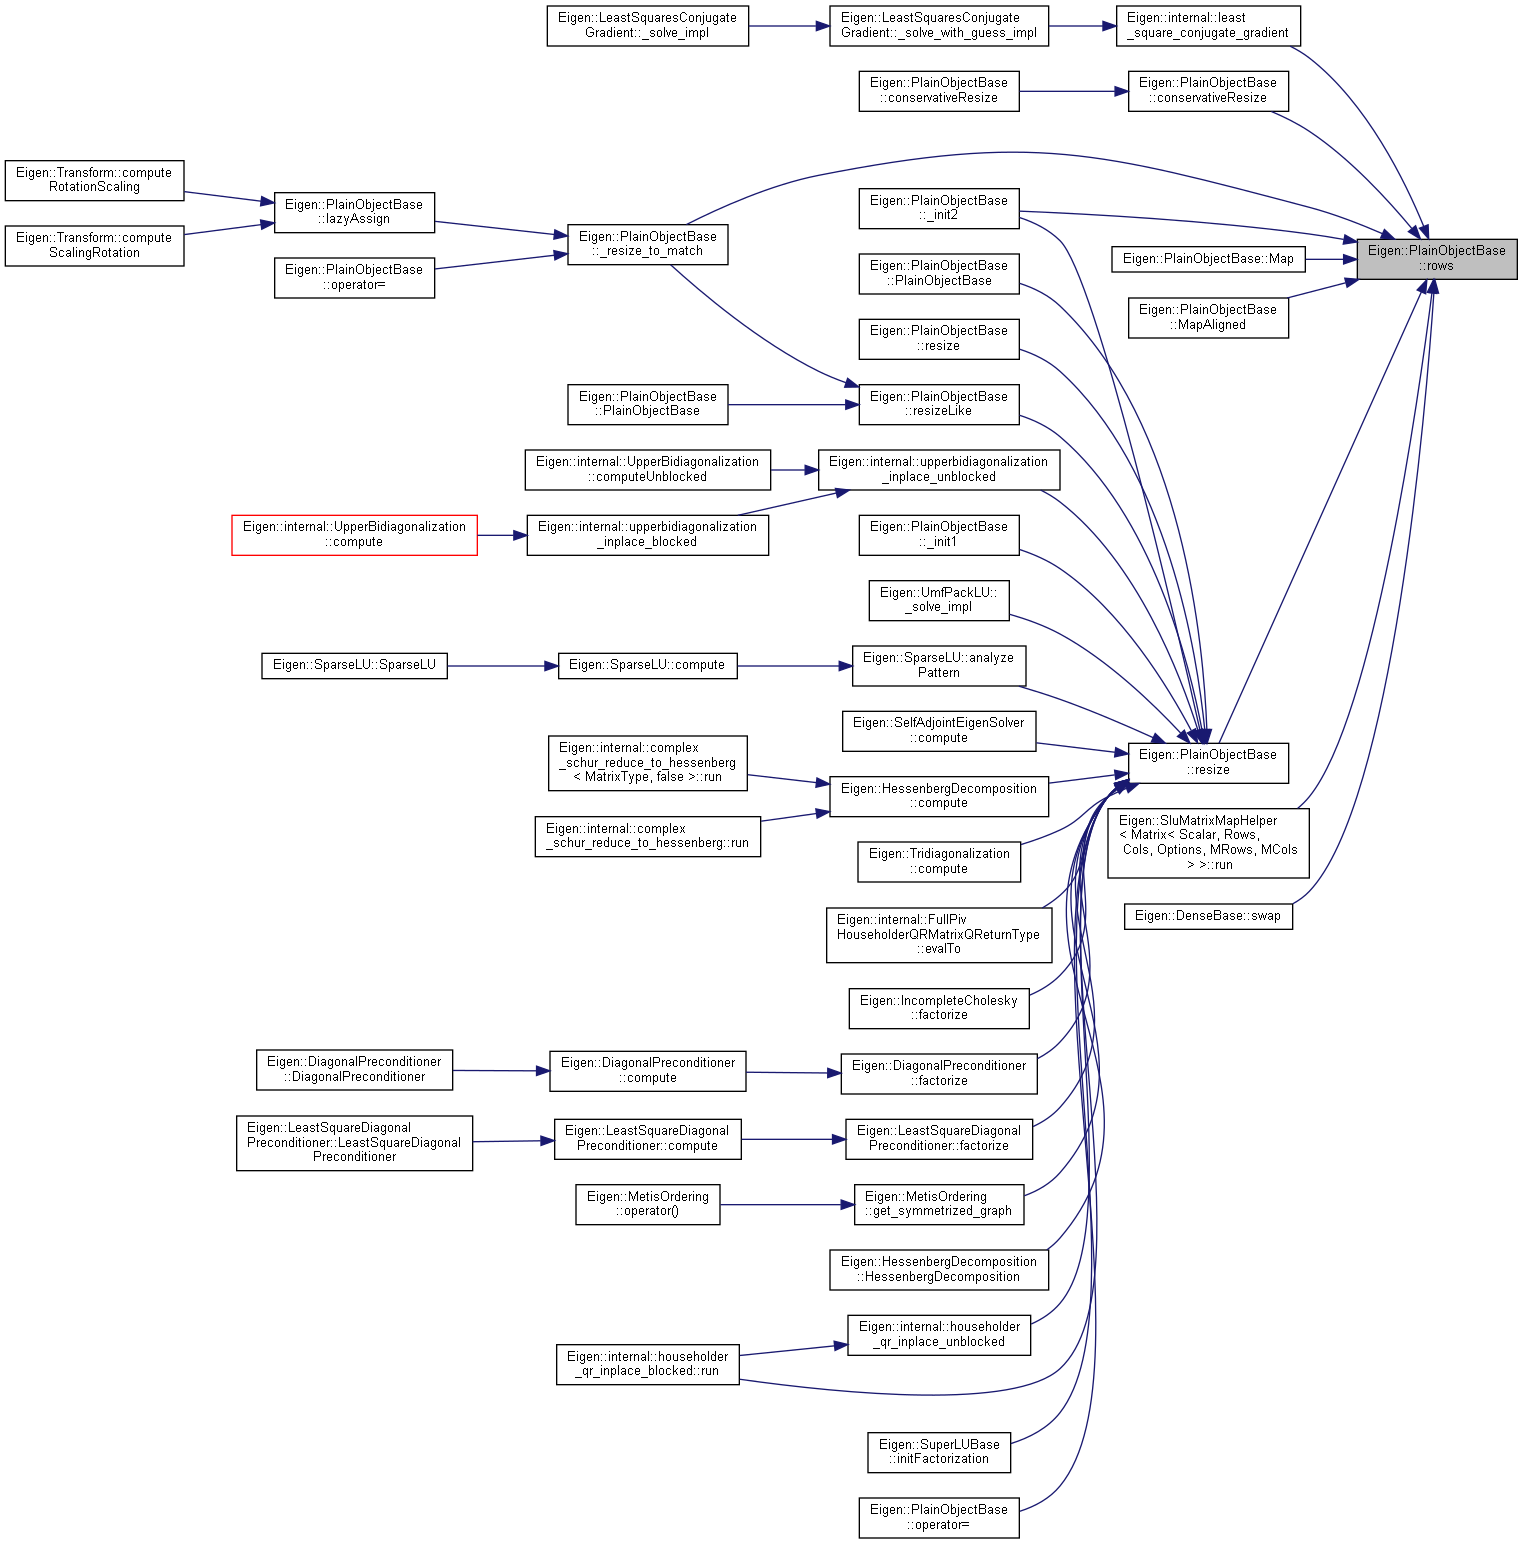 Eigen::LeastSquaresConjugate
Gradient::_solve_impl
Eigen::LeastSquaresConjugate
Gradient::_solve_with_guess_impl
Eigen::internal::least
_square_conjugate_gradient
Eigen::PlainObjectBase
::conservativeResize
Eigen::PlainObjectBase
::conservativeResize
Eigen::Transform::compute
RotationScaling
Eigen::Transform::compute
ScalingRotation
Eigen::PlainObjectBase
::lazyAssign
Eigen::PlainObjectBase
::operator=
Eigen::PlainObjectBase
::_resize_to_match
Eigen::PlainObjectBase
::_init2
Eigen::PlainObjectBase
::PlainObjectBase
Eigen::PlainObjectBase::Map
Eigen::PlainObjectBase
::MapAligned
Eigen::PlainObjectBase
::rows
Eigen::PlainObjectBase
::resize
Eigen::PlainObjectBase
::PlainObjectBase
Eigen::PlainObjectBase
::resizeLike
Eigen::internal::UpperBidiagonalization
::computeUnblocked
Eigen::internal::upperbidiagonalization
_inplace_unblocked
Eigen::internal::UpperBidiagonalization
::compute
Eigen::internal::upperbidiagonalization
_inplace_blocked
Eigen::PlainObjectBase
::_init1
Eigen::UmfPackLU::
_solve_impl
Eigen::SparseLU::SparseLU
Eigen::SparseLU::compute
Eigen::SparseLU::analyze
Pattern
Eigen::SelfAdjointEigenSolver
::compute
Eigen::PlainObjectBase
::resize
Eigen::internal::complex
_schur_reduce_to_hessenberg
< MatrixType, false >::run
Eigen::HessenbergDecomposition
::compute
Eigen::internal::complex
_schur_reduce_to_hessenberg::run
Eigen::Tridiagonalization
::compute
Eigen::SluMatrixMapHelper
< Matrix< Scalar, Rows,
Cols, Options, MRows, MCols
> >::run
Eigen::DenseBase::swap
Eigen::internal::FullPiv
HouseholderQRMatrixQReturnType
::evalTo
Eigen::IncompleteCholesky
::factorize
Eigen::DiagonalPreconditioner
::DiagonalPreconditioner
Eigen::DiagonalPreconditioner
::compute
Eigen::DiagonalPreconditioner
::factorize
Eigen::LeastSquareDiagonal
Preconditioner::LeastSquareDiagonal
Preconditioner
Eigen::LeastSquareDiagonal
Preconditioner::compute
Eigen::LeastSquareDiagonal
Preconditioner::factorize
Eigen::MetisOrdering
::operator()
Eigen::MetisOrdering
::get_symmetrized_graph
Eigen::HessenbergDecomposition
::HessenbergDecomposition
Eigen::internal::householder
_qr_inplace_unblocked
Eigen::internal::householder
_qr_inplace_blocked::run
Eigen::SuperLUBase
::initFactorization
Eigen::PlainObjectBase
::operator=